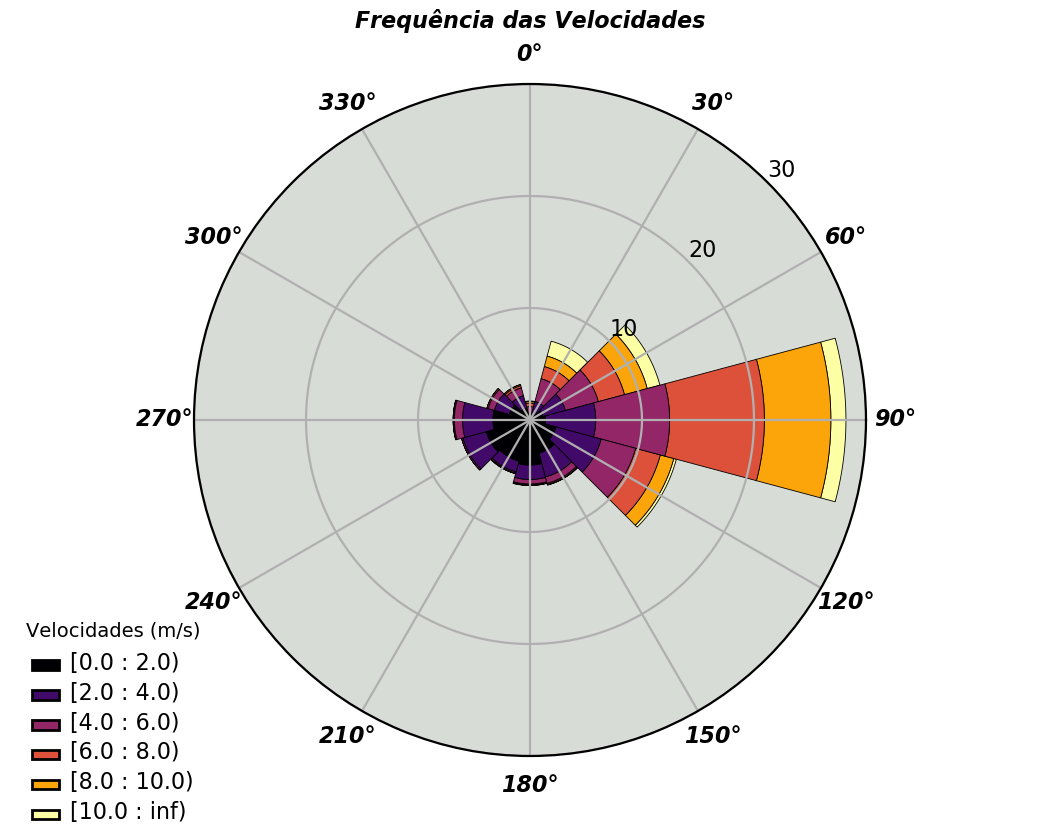 Frequência das Velocidades
0°
330°
30°
30
300°
60°
20
10
270°
90°
240°
120°
Velocidades (m/s)
[0.0 : 2.0)
[2.0 : 4.0)
[4.0 : 6.0)
210°
150°
[6.0 : 8.0)
180°
[8.0 : 10.0)
[10.0 : inf)